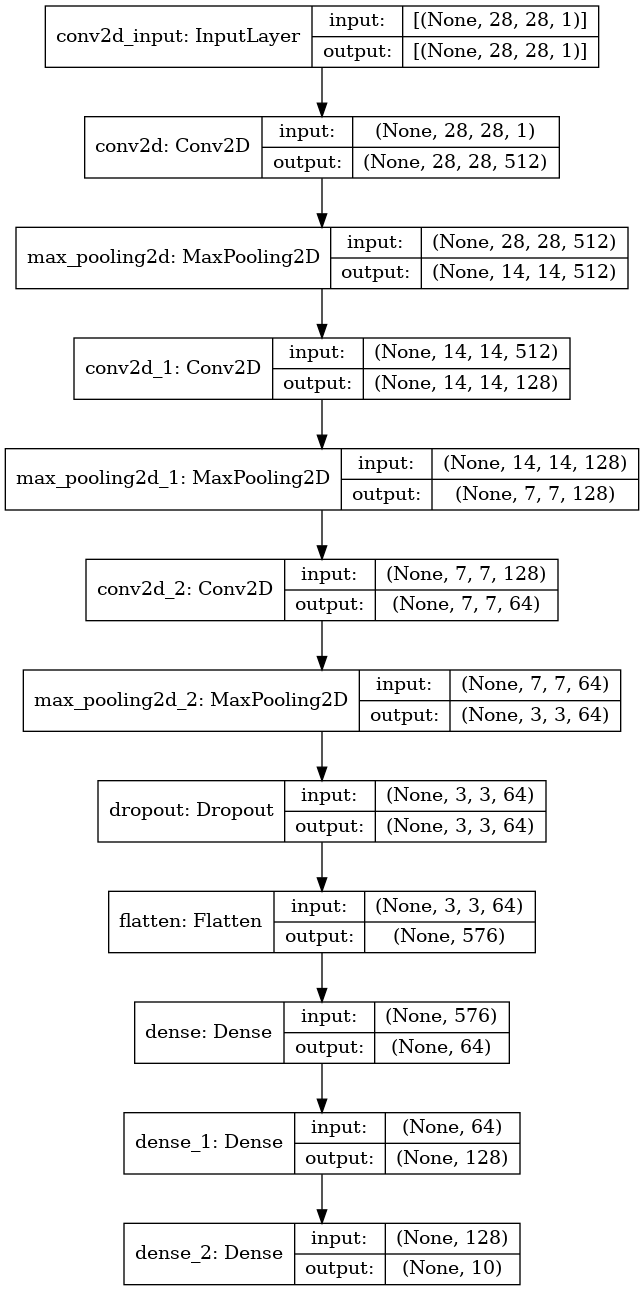 conv2d_input: InputLayer
input:
[(None, 28, 28, 1)]
output:
[(None, 28, 28, 1)]
conv2d: Conv2D
input:
(None, 28, 28, 1)
output:
(None, 28, 28, 512)
max_pooling2d: MaxPooling2D
input:
(None, 28, 28, 512)
output:
(None, 14, 14, 512)
conv2d_1: Conv2D
input:
(None, 14, 14, 512)
output:
(None, 14, 14, 128)
max_pooling2d_1: MaxPooling2D
input:
(None, 14, 14, 128)
output:
(None, 7, 7, 128)
conv2d_2: Conv2D
input:
(None, 7, 7, 128)
output:
(None, 7, 7, 64)
max_pooling2d_2: MaxPooling2D
input:
(None, 7, 7, 64)
output:
(None, 3, 3, 64)
dropout: Dropout
input:
(None, 3, 3, 64)
output:
(None, 3, 3, 64)
flatten: Flatten
input:
(None, 3, 3, 64)
output:
(None, 576)
dense: Dense
input:
(None, 576)
output:
(None, 64)
dense_1: Dense
input:
(None, 64)
output:
(None, 128)
dense_2: Dense
input:
(None, 128)
output:
(None, 10)